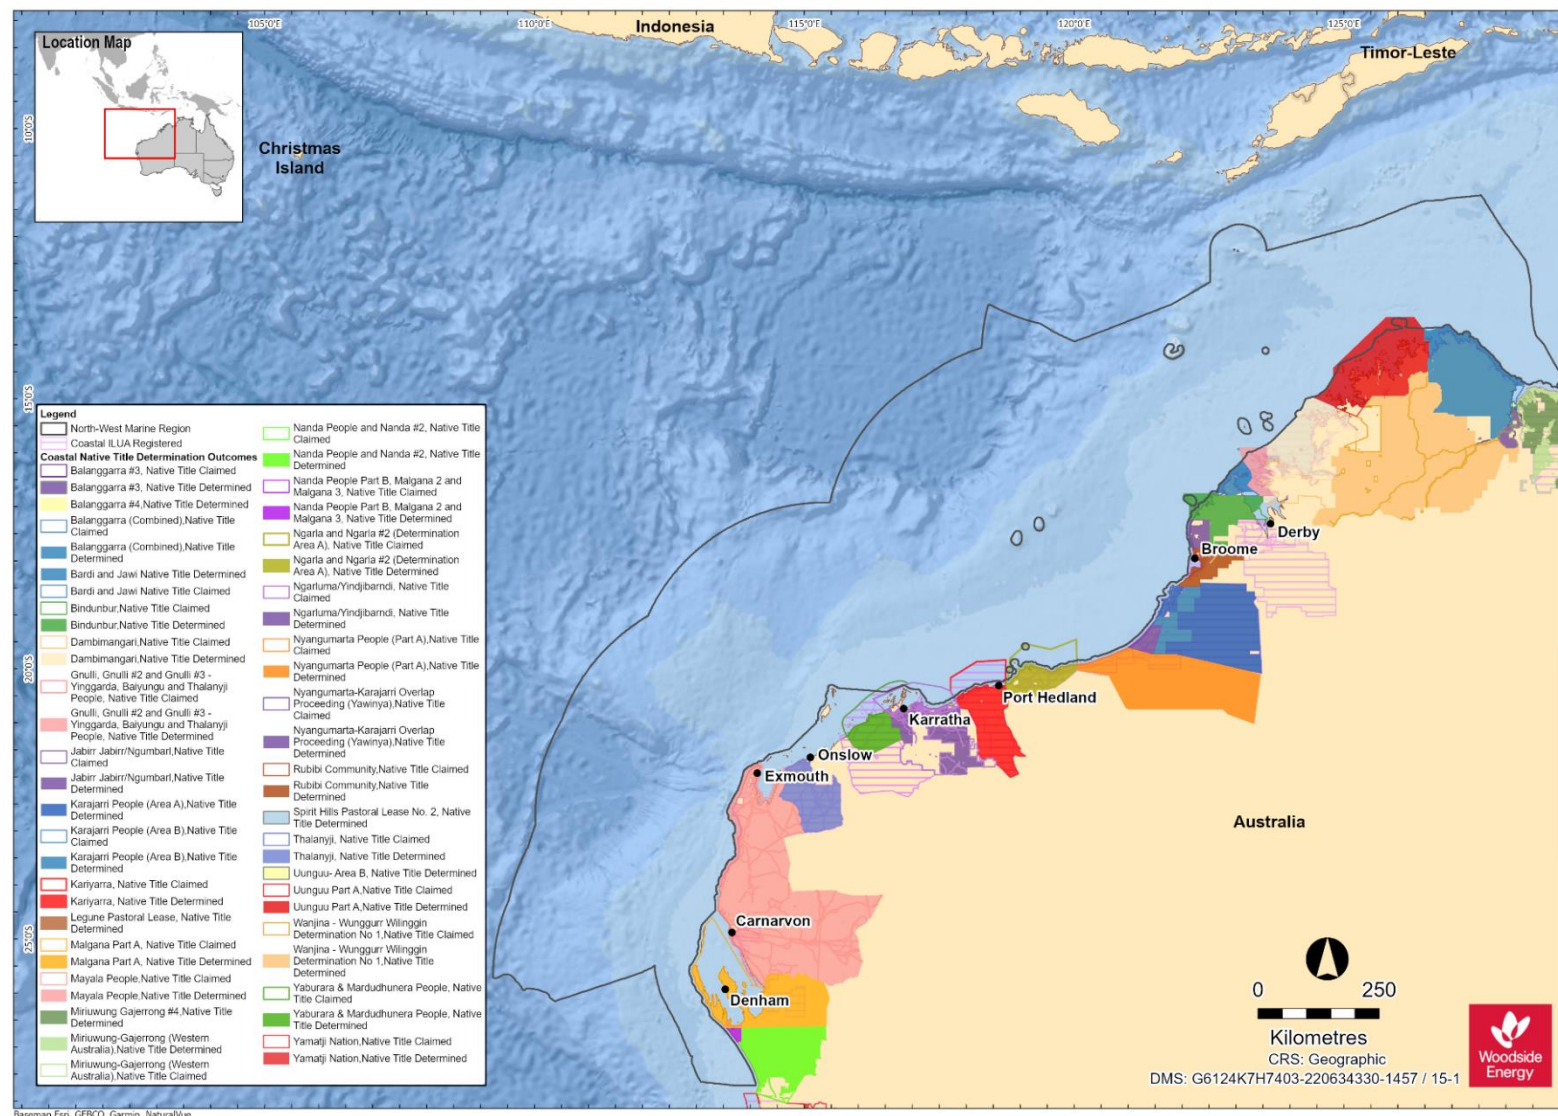 Location Map
105°0'E
110°0'E
115°0'E
120°0'E
125°0'E
Indonesia
Timor-Leste
Christmas
Island
10°0'S
15°0'S
20°0'S
25°0'S
Legend
North-West Marine Region
Coastal ILUA Registered
Coastal Native Title Determination Outcomes
Balanggarra #3, Native Title Claimed
Balanggarra #3, Native Title Determined
Balanggarra #4,Native Title Determined
Balanggarra (Combined),Native Title
Claimed
Balanggarra (Combined),Native Title
Determined
Bardi and Jawi Native Title Determined
Bardi and Jawi Native Title Claimed
Bindunbur,Native Title Claimed
Bindunbur,Native Title Determined
Dambimangari,Native Title Claimed
Dambimangari,Native Title Determined
Gnulli, Gnulli #2 and Gnulli #3 -
Yinggarda, Baiyungu and Thalanyji
People, Native Title Claimed
Gnulli, Gnulli #2 and Gnulli #3 -
Yinggarda, Baiyungu and Thalanyji
People, Native Title Determined
Jabirr Jabirr/Ngumbarl,Native Title
Claimed
Jabirr Jabirr/Ngumbarl,Native Title
Determined
Karajarri People (Area A),Native Title
Determined
Karajarri People (Area B),Native Title
Claimed
Karajarri People (Area B),Native Title
Determined
Kariyarra, Native Title Claimed
Kariyarra, Native Title Determined
Legune Pastoral Lease, Native Title
Determined
Malgana Part A, Native Title Claimed
Malgana Part A, Native Title Determined
Mayala People,Native Title Claimed
Mayala People,Native Title Determined
Miriuwung Gajerrong #4,Native Title
Determined
Miriuwung-Gajerrong (Western
Australia),Native Title Determined
Miriuwung-Gajerrong (Western
Australia),Native Title Claimed
Nanda People and Nanda #2, Native Title
Claimed
Nanda People and Nanda #2, Native Title
Determined
Nanda People Part B, Malgana 2 and
Malgana 3, Native Title Claimed
Nanda People Part B, Malgana 2 and
Malgana 3, Native Title Determined
Ngarla and Ngarla #2 (Determination
Area A), Native Title Claimed
Ngarla and Ngarla #2 (Determination
Area A), Native Title Determined
Ngarluma/Yindjibarndi, Native Title
Claimed
Ngarluma/Yindjibarndi, Native Title
Determined
Nyangumarta People (Part A),Native Title
Claimed
Nyangumarta People (Part A),Native Title
Determined
Nyangumarta-Karajarri Overlap
Proceeding (Yawinya),Native Title
Claimed
Nyangumarta-Karajarri Overlap
Proceeding (Yawinya),Native Title
Determined
Rubibi Community,Native Title Claimed
Rubibi Community,Native Title
Determined
Spirit Hills Pastoral Lease No. 2, Native
Title Determined
Thalanyji, Native Title Claimed
Thalanyji, Native Title Determined
Uunguu- Area B, Native Title Determined
Uunguu Part A,Native Title Claimed
Uunguu Part A,Native Title Determined
Wanjina - Wunggurr Wilinggin
Determination No 1,Native Title Claimed
Wanjina - Wunggurr Wilinggin
Determination No 1,Native Title
Determined
Yaburara & Mardudhunera People, Native
Title Claimed
Yaburara & Mardudhunera People, Native
Title Determined
Yamatji Nation,Native Title Claimed
Yamatji Nation,Native Title Determined
Derby
Broome
Port Hedland
Karratha
Onslow
Exmouth
Australia
Carnarvon
Denham
0 250
Kilometres
CRS: Geographic
DMS: G6124K7H7403-220634330-1457 / 15-1
Woodside
Energy
Basemap Esri, GEBCO, Garmin, NaturalVue